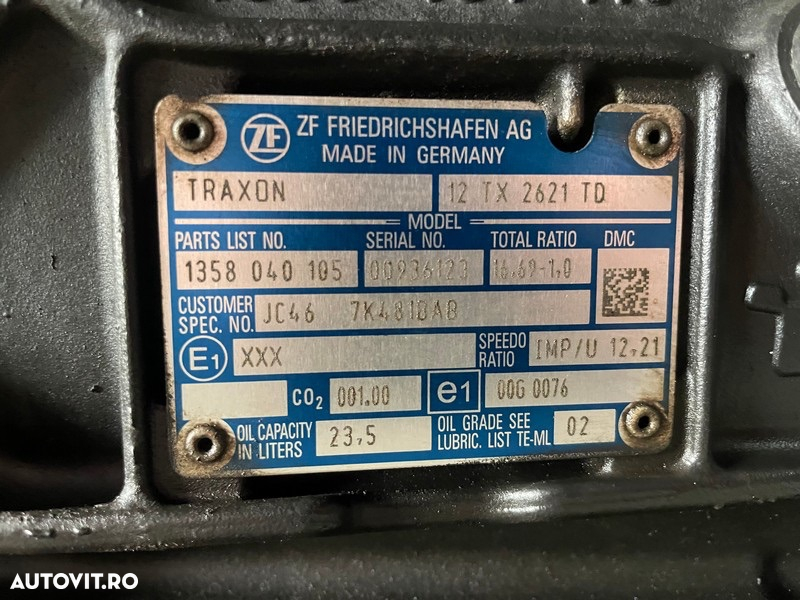 ZF ZF FRIEDRICHSHAFEN AG
MADE IN GERMANY
TRAXON 12 TX 2621 TD
MODEL
PARTS LIST NO. SERIAL NO. TOTAL RATIO DMC
1358 040 105 00936123 16,69-1,0
CUSTOMER SPEC. NO. JC46 7K481DAB
E1 XXX SPEEDO RATIO IMP/U 12,21
CO2 001.00 e1 00G 0076
OIL CAPACITY IN LITERS 23,5 OIL GRADE SEE LUBRIC. LIST TE-ML 02
AUTOVIT.RO